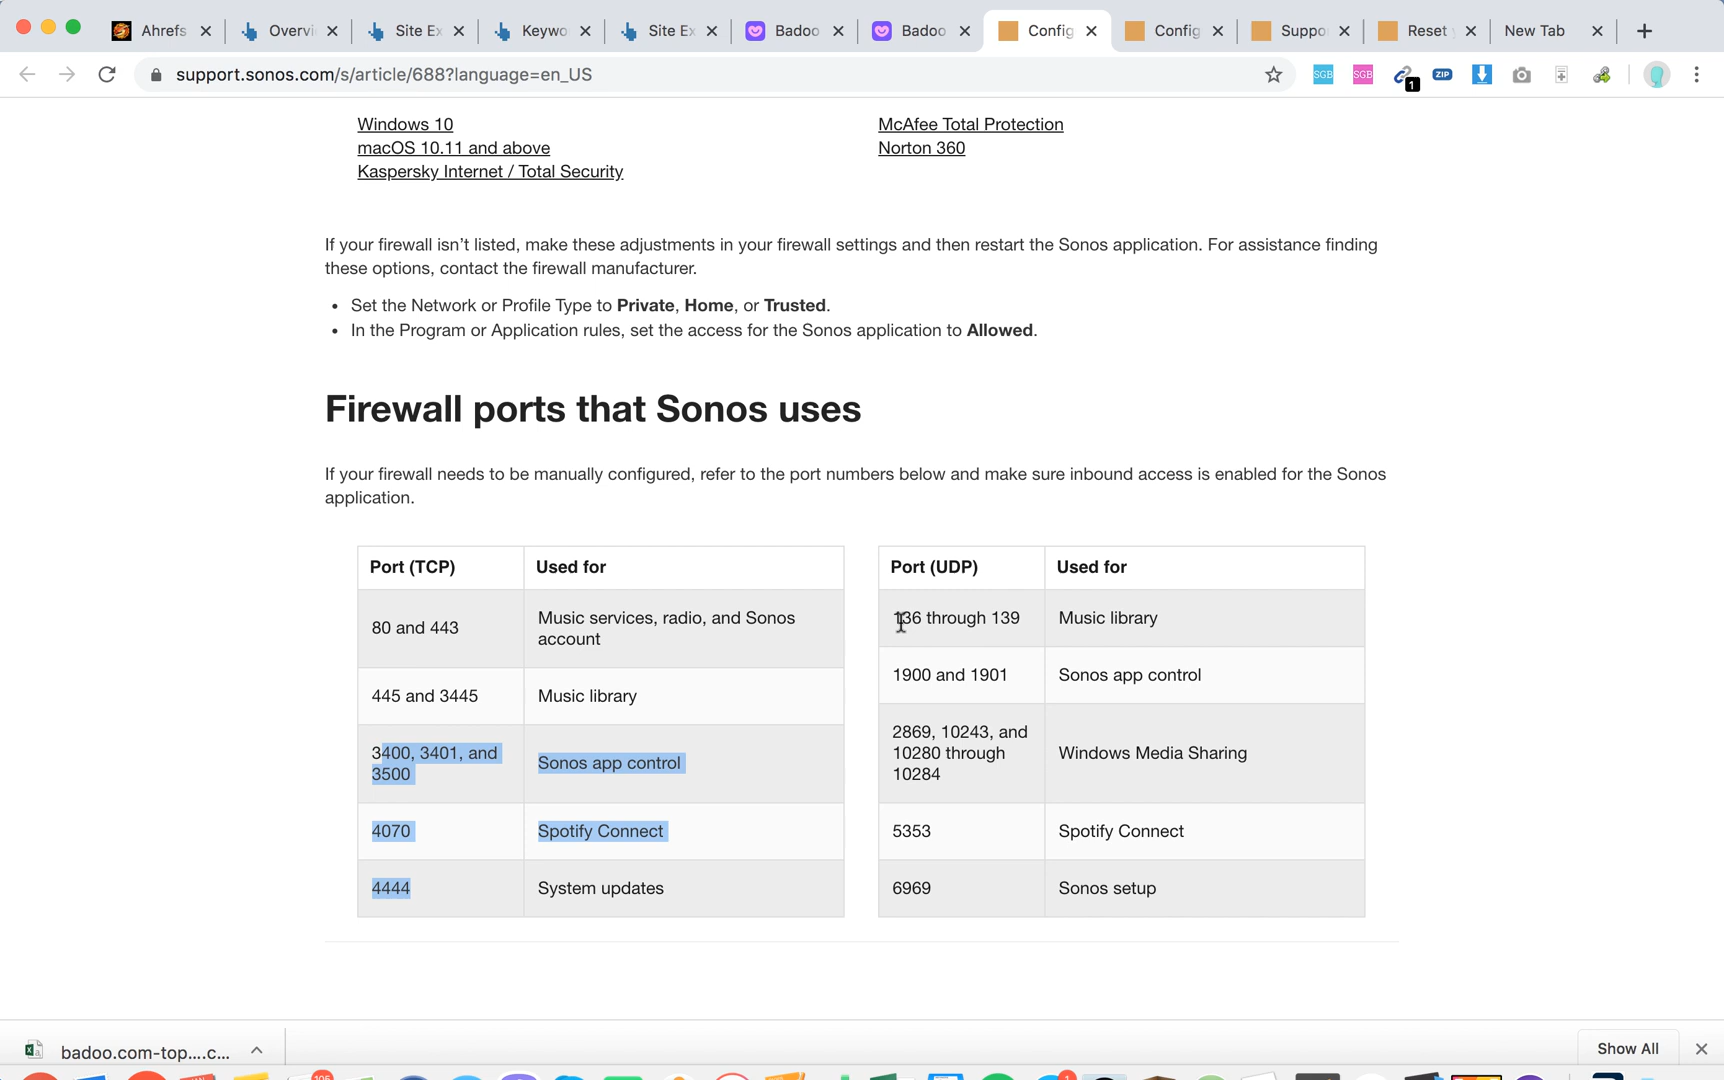 Ahrefs
Overvi
Site Ex
Keywo
Site Ex
Badoo
Badoo
Config
Config
Suppo
Reset y
New Tab
support.sonos.com/s/article/688?language=en_US
SGB
SGB
1
ZIP
Windows 10
macOS 10.11 and above
Kaspersky Internet / Total Security
McAfee Total Protection
Norton 360
If your firewall isn't listed, make these adjustments in your firewall settings and then restart the Sonos application. For assistance finding
these options, contact the firewall manufacturer.
• Set the Network or Profile Type to Private, Home, or Trusted.
• In the Program or Application rules, set the access for the Sonos application to Allowed.
Firewall ports that Sonos uses
If your firewall needs to be manually configured, refer to the port numbers below and make sure inbound access is enabled for the Sonos
application.
Port (TCP)
Used for
80 and 443
Music services, radio, and Sonos
account
445 and 3445
Music library
3400, 3401, and
3500
Sonos app control
4070
Spotify Connect
4444
System updates
Port (UDP)
Used for
136 through 139
Music library
1900 and 1901
Sonos app control
2869, 10243, and
10280 through
10284
Windows Media Sharing
5353
Spotify Connect
6969
Sonos setup
badoo.com-top....c...
Show All
105
1